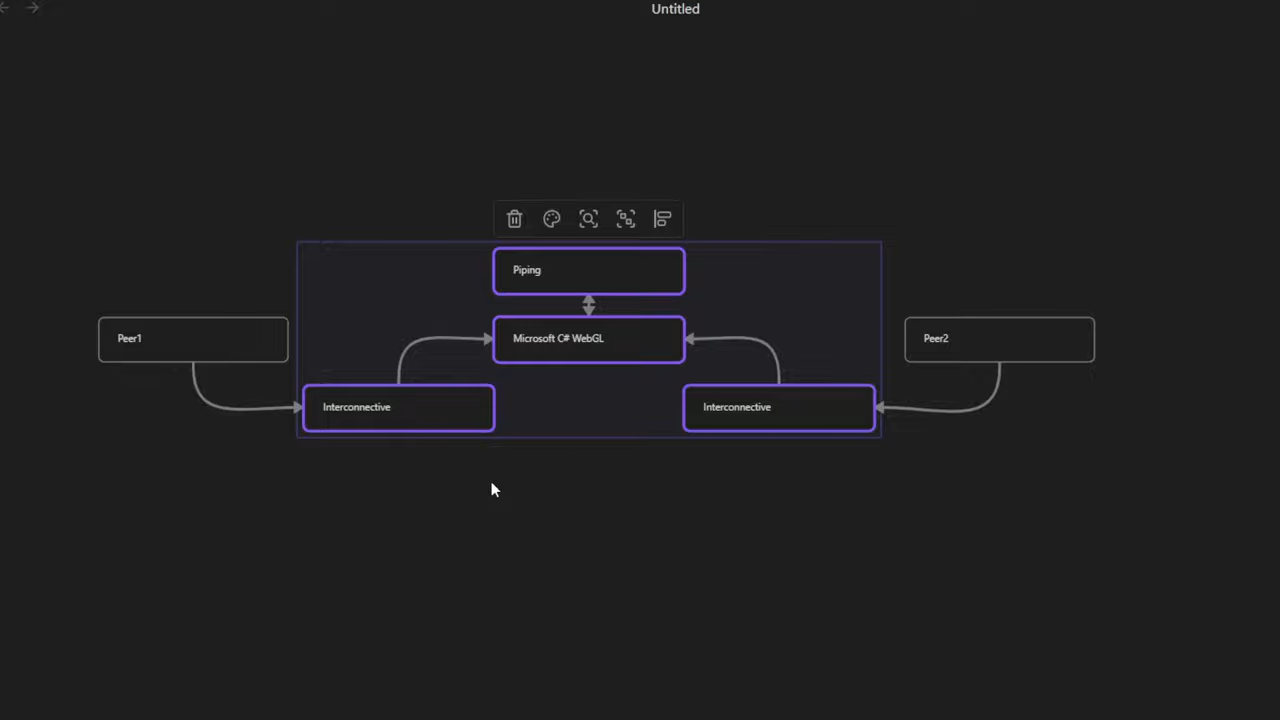 Untitled
Piping
Peer1
Microsoft C# WebGL
Peer2
Interconnective
Interconnective